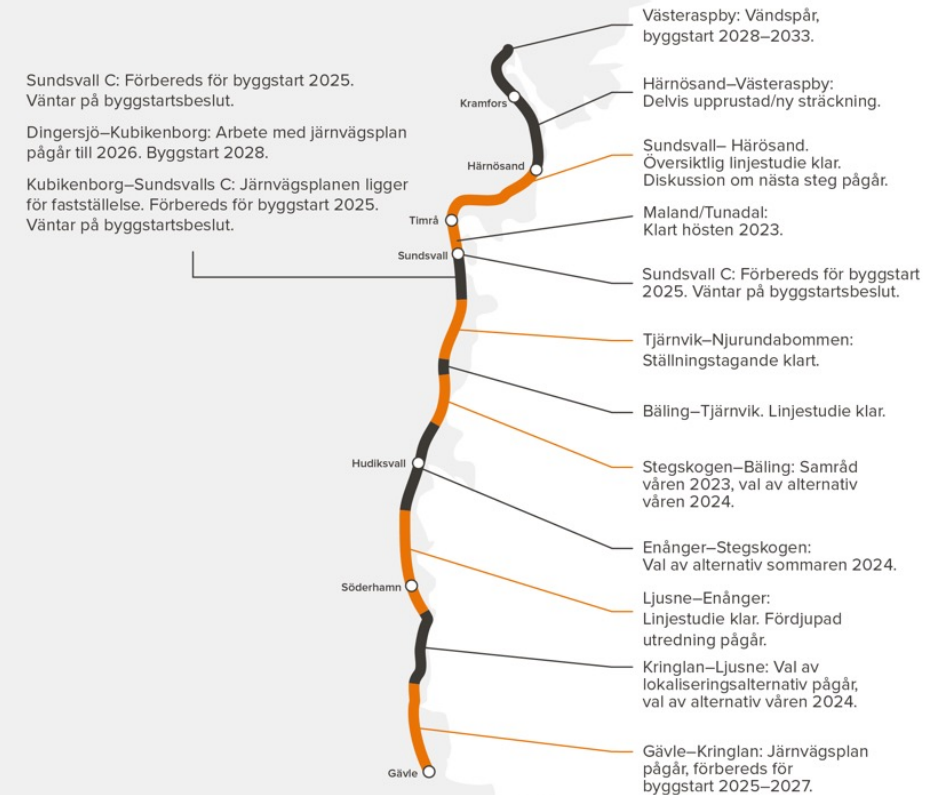 Sundsvall C: Förbereds för byggstart 2025.
Väntar på byggstartsbeslut.
Dingersjö–Kubikenborg: Arbete med järnvägsplan
pågår till 2026. Byggstart 2028.
Kubikenborg–Sundsvalls C: Järnvägsplanen ligger
för fastställelse. Förbereds för byggstart 2025.
Väntar på byggstartsbeslut.
Kramfors
Härnösand
Timrå
Sundsvall
Hudiksvall
Söderhamn
Gävle
Västeraspby: Vändspår,
byggstart 2028–2033.
Härnösand–Västeraspby:
Delvis upprustad/ny sträckning.
Sundsvall– Härösand.
Översiktlig linjestudie klar.
Diskussion om nästa steg pågår.
Maland/Tunadal:
Klart hösten 2023.
Sundsvall C: Förbereds för byggstart
2025. Väntar på byggstartsbeslut.
Tjärnvik–Njurundabommen:
Ställningstagande klart.
Bäling–Tjärnvik. Linjestudie klar.
Stegskogen–Bäling: Samråd
våren 2023, val av alternativ
våren 2024.
Enånger–Stegskogen:
Val av alternativ sommaren 2024.
Ljusne–Enånger:
Linjestudie klar. Fördjupad
utredning pågår.
Kringlan–Ljusne: Val av
lokaliseringsalternativ pågår,
val av alternativ våren 2024.
Gävle–Kringlan: Järnvägsplan
pågår, förbereds för
byggstart 2025–2027.